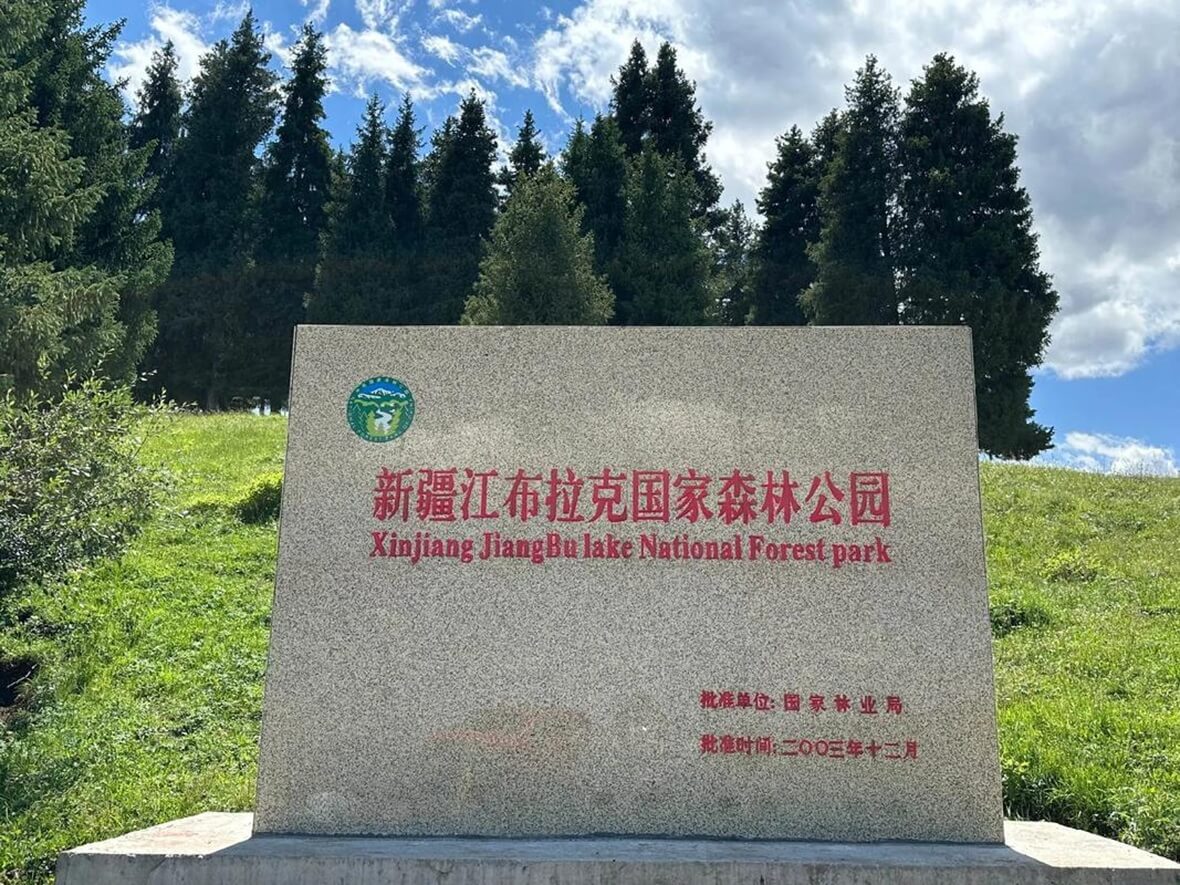 新疆江布拉克国家森林公园
Xinjiang JiangBu lake National Forest park
批准单位:国家林业局
批准时间:二〇〇三年十二月